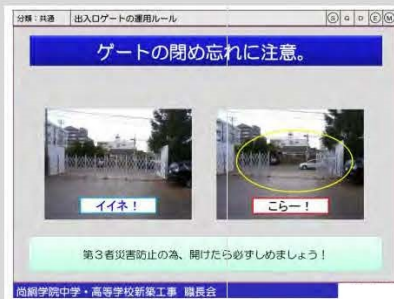 分類:共通 出入口ゲートの運用ルール Ⓢ Q D Ⓔ Ⓜ
ゲートの閉め忘れに注意。
イイネ! こらー!
第3者災害防止の為、開けたら必ずしめましょう!
尚絅学院中学・高等学校新築工事 職長会